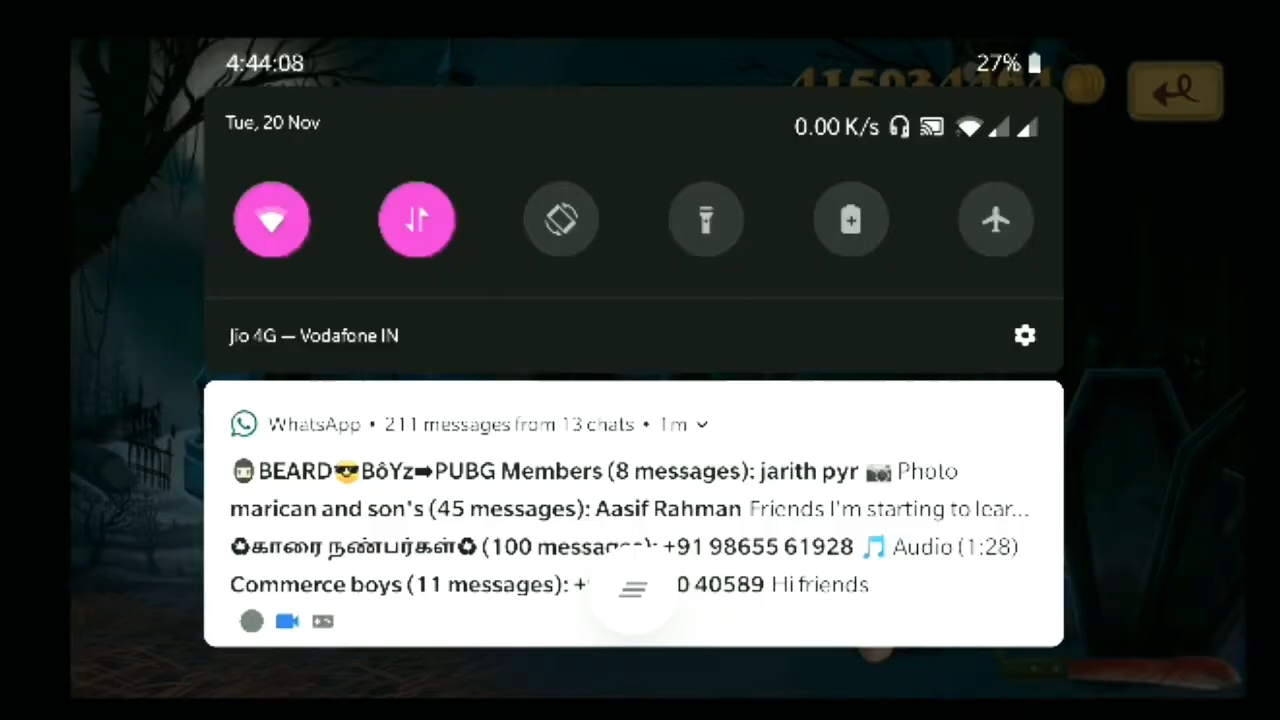 4:44:08
27%
Tue, 20 Nov
0.00 K/s
Jio 4G — Vodafone IN
WhatsApp • 211 messages from 13 chats • 1m
🧔🏻BEARD😎BôYz➡PUBG Members (8 messages): jarith pyr 📷 Photo
marican and son's (45 messages): Aasif Rahman Friends I'm starting to lear...
♻காரை நண்பர்கள்♻ (100 messages): +91 98655 61928 🎵 Audio (1:28)
Commerce boys (11 messages): 0 40589 Hi friends